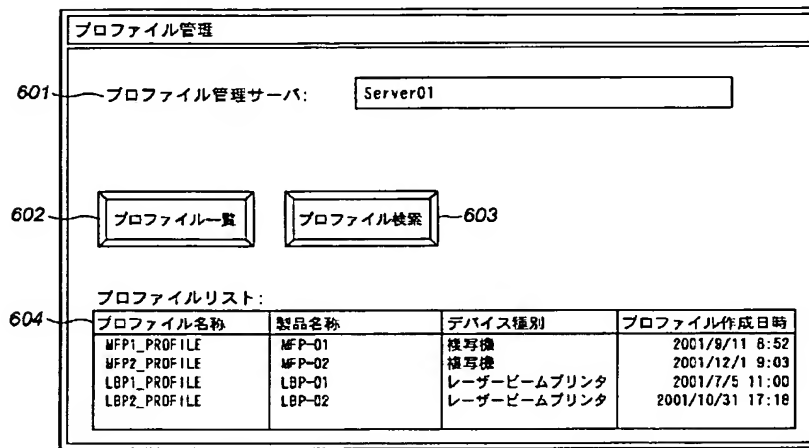 プロファイル管理
601 プロファイル管理サーバ: Server01
602 プロファイル一覧 プロファイル検索 603
プロファイルリスト:
604 プロファイル名称 製品名称 デバイス種別 プロファイル作成日時
MFP1_PROFILE MFP-01 複写機 2001/9/11 8:52
MFP2_PROFILE MFP-02 複写機 2001/12/1 9:03
LBP1_PROFILE LBP-01 レーザービームプリンタ 2001/7/5 11:00
LBP2_PROFILE LBP-02 レーザービームプリンタ 2001/10/31 17:18